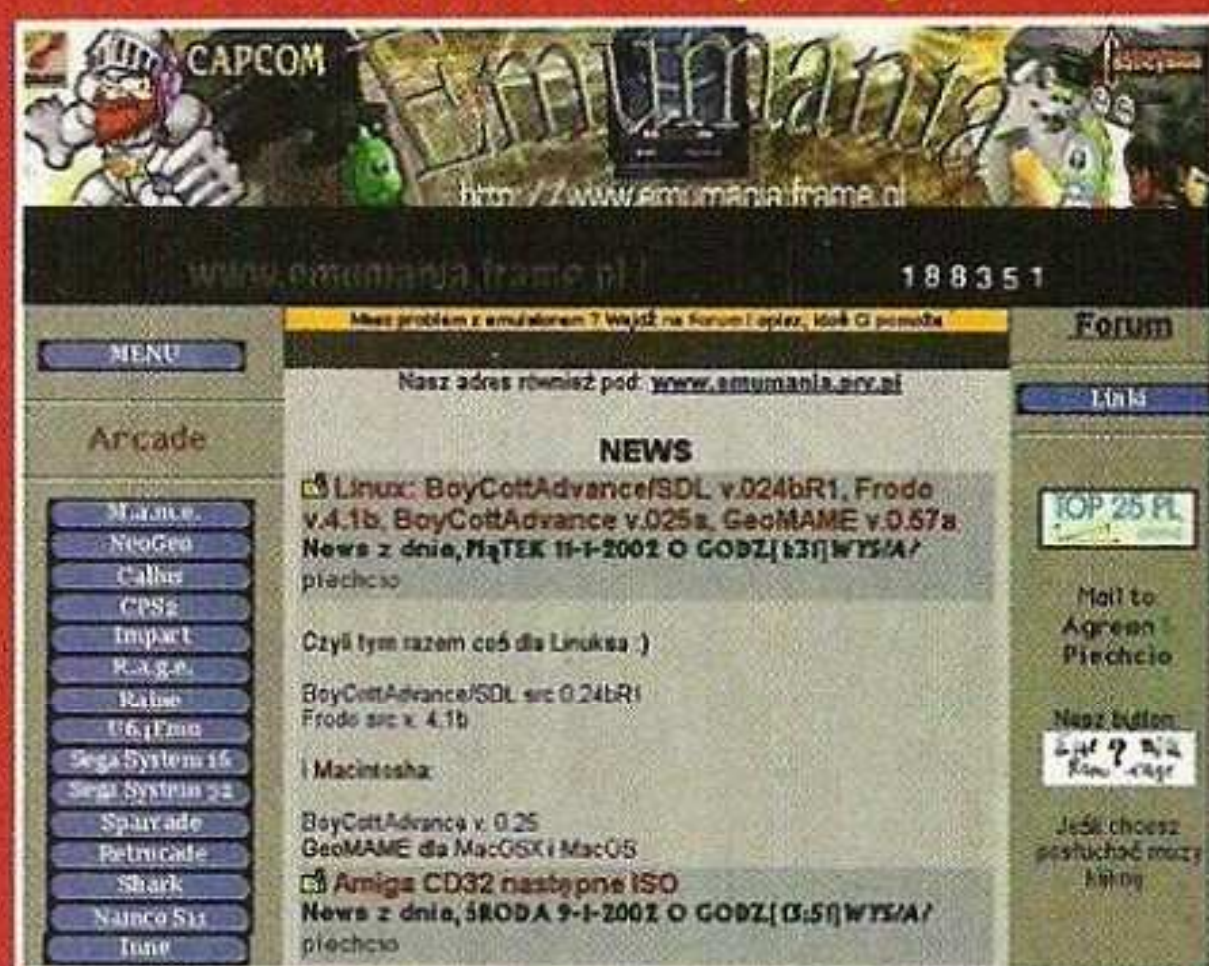 CAPCOM
Emumania
http://www.emumania.frame.pl
www.emumania.frame.pl !
188351
Masz problem z emulatorem ? Wejdź na Forum i opisz, ktoś Ci pomoże
MENU
Arcade
M.a.m.e.
NeoGeo
Callus
CPS2
Impact
R.a.g.e.
Raine
U64Emu
Sega System 16
Sega System 32
Sparcade
Retrocade
Shark
Namco S11
Inne
Nasz adres również pod: www.emumania.prv.pl
NEWS
Linux: BoyCottAdvance/SDL v.024bR1, Frodo
v.4.1b, BoyCottAdvance v.025a, GeoMAME v.0.57a
News z dnia, PIąTEK 11-1-2002 O GODZ.[ 1:31] WYS/A/
piechcio
Czyli tym razem coś dla Linuksa :)
BoyCottAdvance/SDL src 0.24bR1
Frodo src v. 4.1b
i Macintosha:
BoyCottAdvance v. 0.25
GeoMAME dla MacOSX i MacOS
Amiga CD32 następne ISO
News z dnia, śRODA 9-1-2002 O GODZ.[ 13:51] WYS/A/
piechcio
Forum
Linki
TOP 25 PL
Mail to
Agreen
Piechcio
Nasz button:
Jeśli chcesz
posłuchać muzy
kliknij